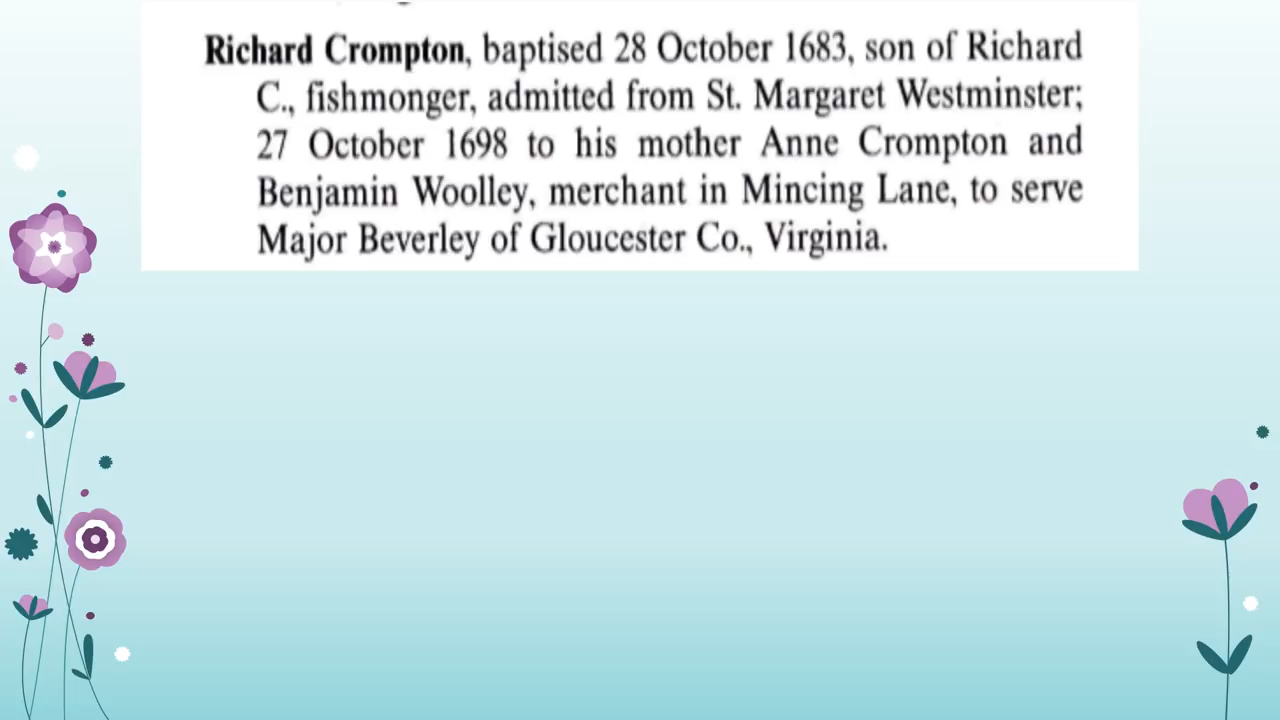 Richard Crompton, baptised 28 October 1683, son of Richard
C., fishmonger, admitted from St. Margaret Westminster;
27 October 1698 to his mother Anne Crompton and
Benjamin Woolley, merchant in Mincing Lane, to serve
Major Beverley of Gloucester Co., Virginia.